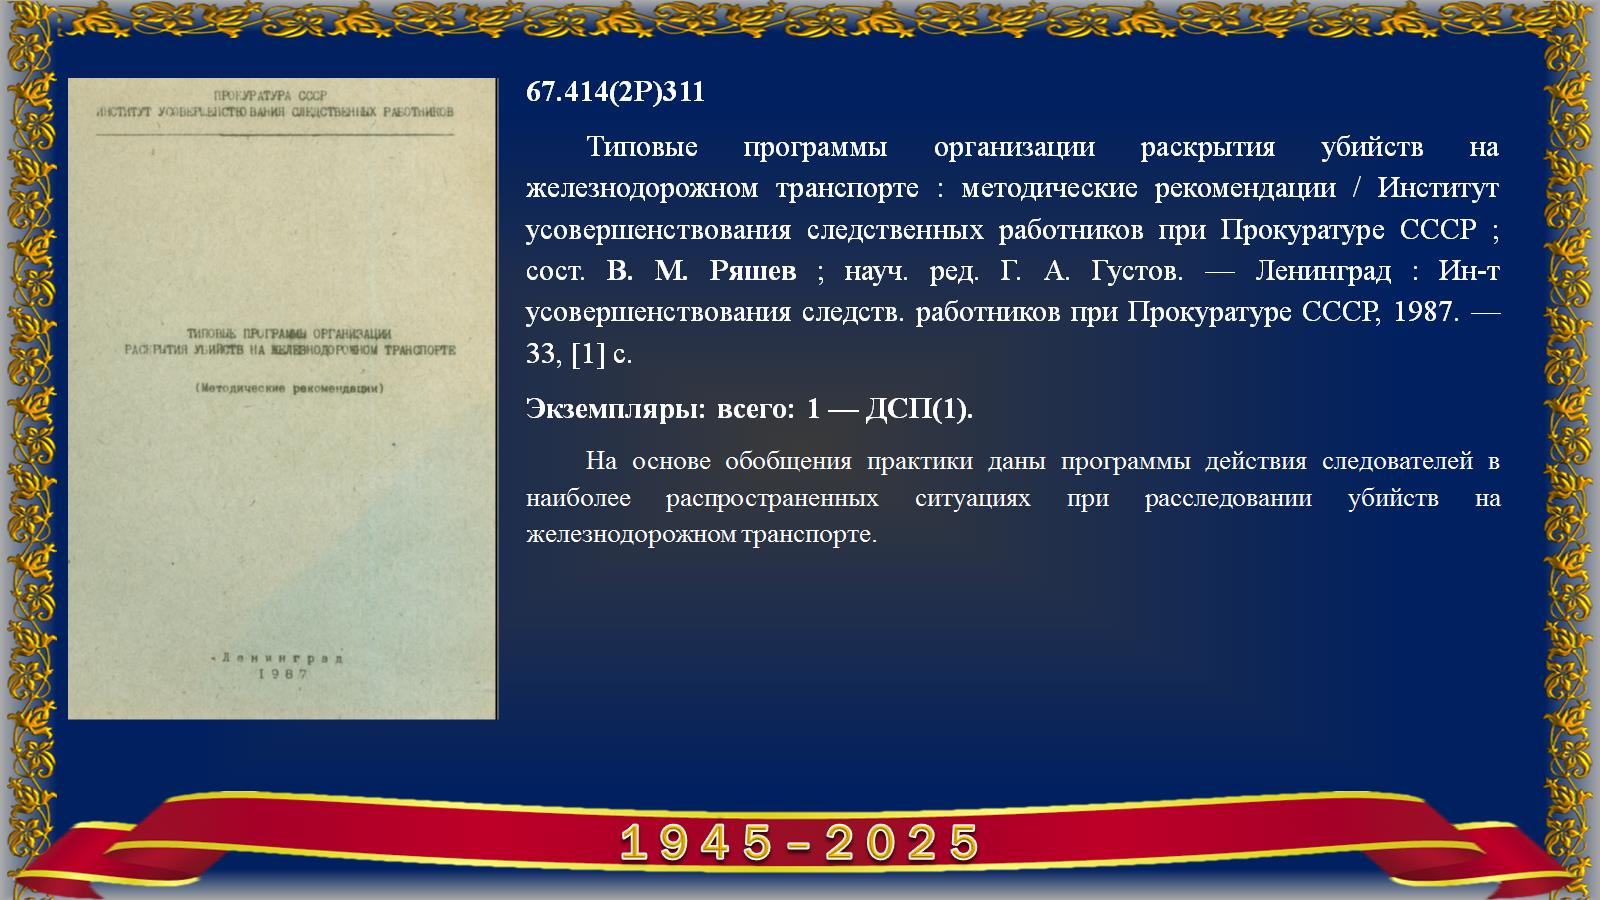 ПРОКУРАТУРА СССР
ИНСТИТУТ УСОВЕРШЕНСТВОВАНИЯ СЛЕДСТВЕННЫХ РАБОТНИКОВ
ТИПОВЫЕ ПРОГРАММЫ ОРГАНИЗАЦИИ
РАСКРЫТИЯ УБИЙСТВ НА ЖЕЛЕЗНОДОРОЖНОМ ТРАНСПОРТЕ
(Методические рекомендации)
Ленинград
1987
67.414(2Р)311
Типовые программы организации раскрытия убийств на
железнодорожном транспорте : методические рекомендации / Институт
усовершенствования следственных работников при Прокуратуре СССР ;
сост. В. М. Ряшев ; науч. ред. Г. А. Густов. — Ленинград : Ин-т
усовершенствования следств. работников при Прокуратуре СССР, 1987. —
33, [1] с.
Экземпляры: всего: 1 — ДСП(1).
На основе обобщения практики даны программы действия следователей в
наиболее распространенных ситуациях при расследовании убийств на
железнодорожном транспорте.
1945–2025